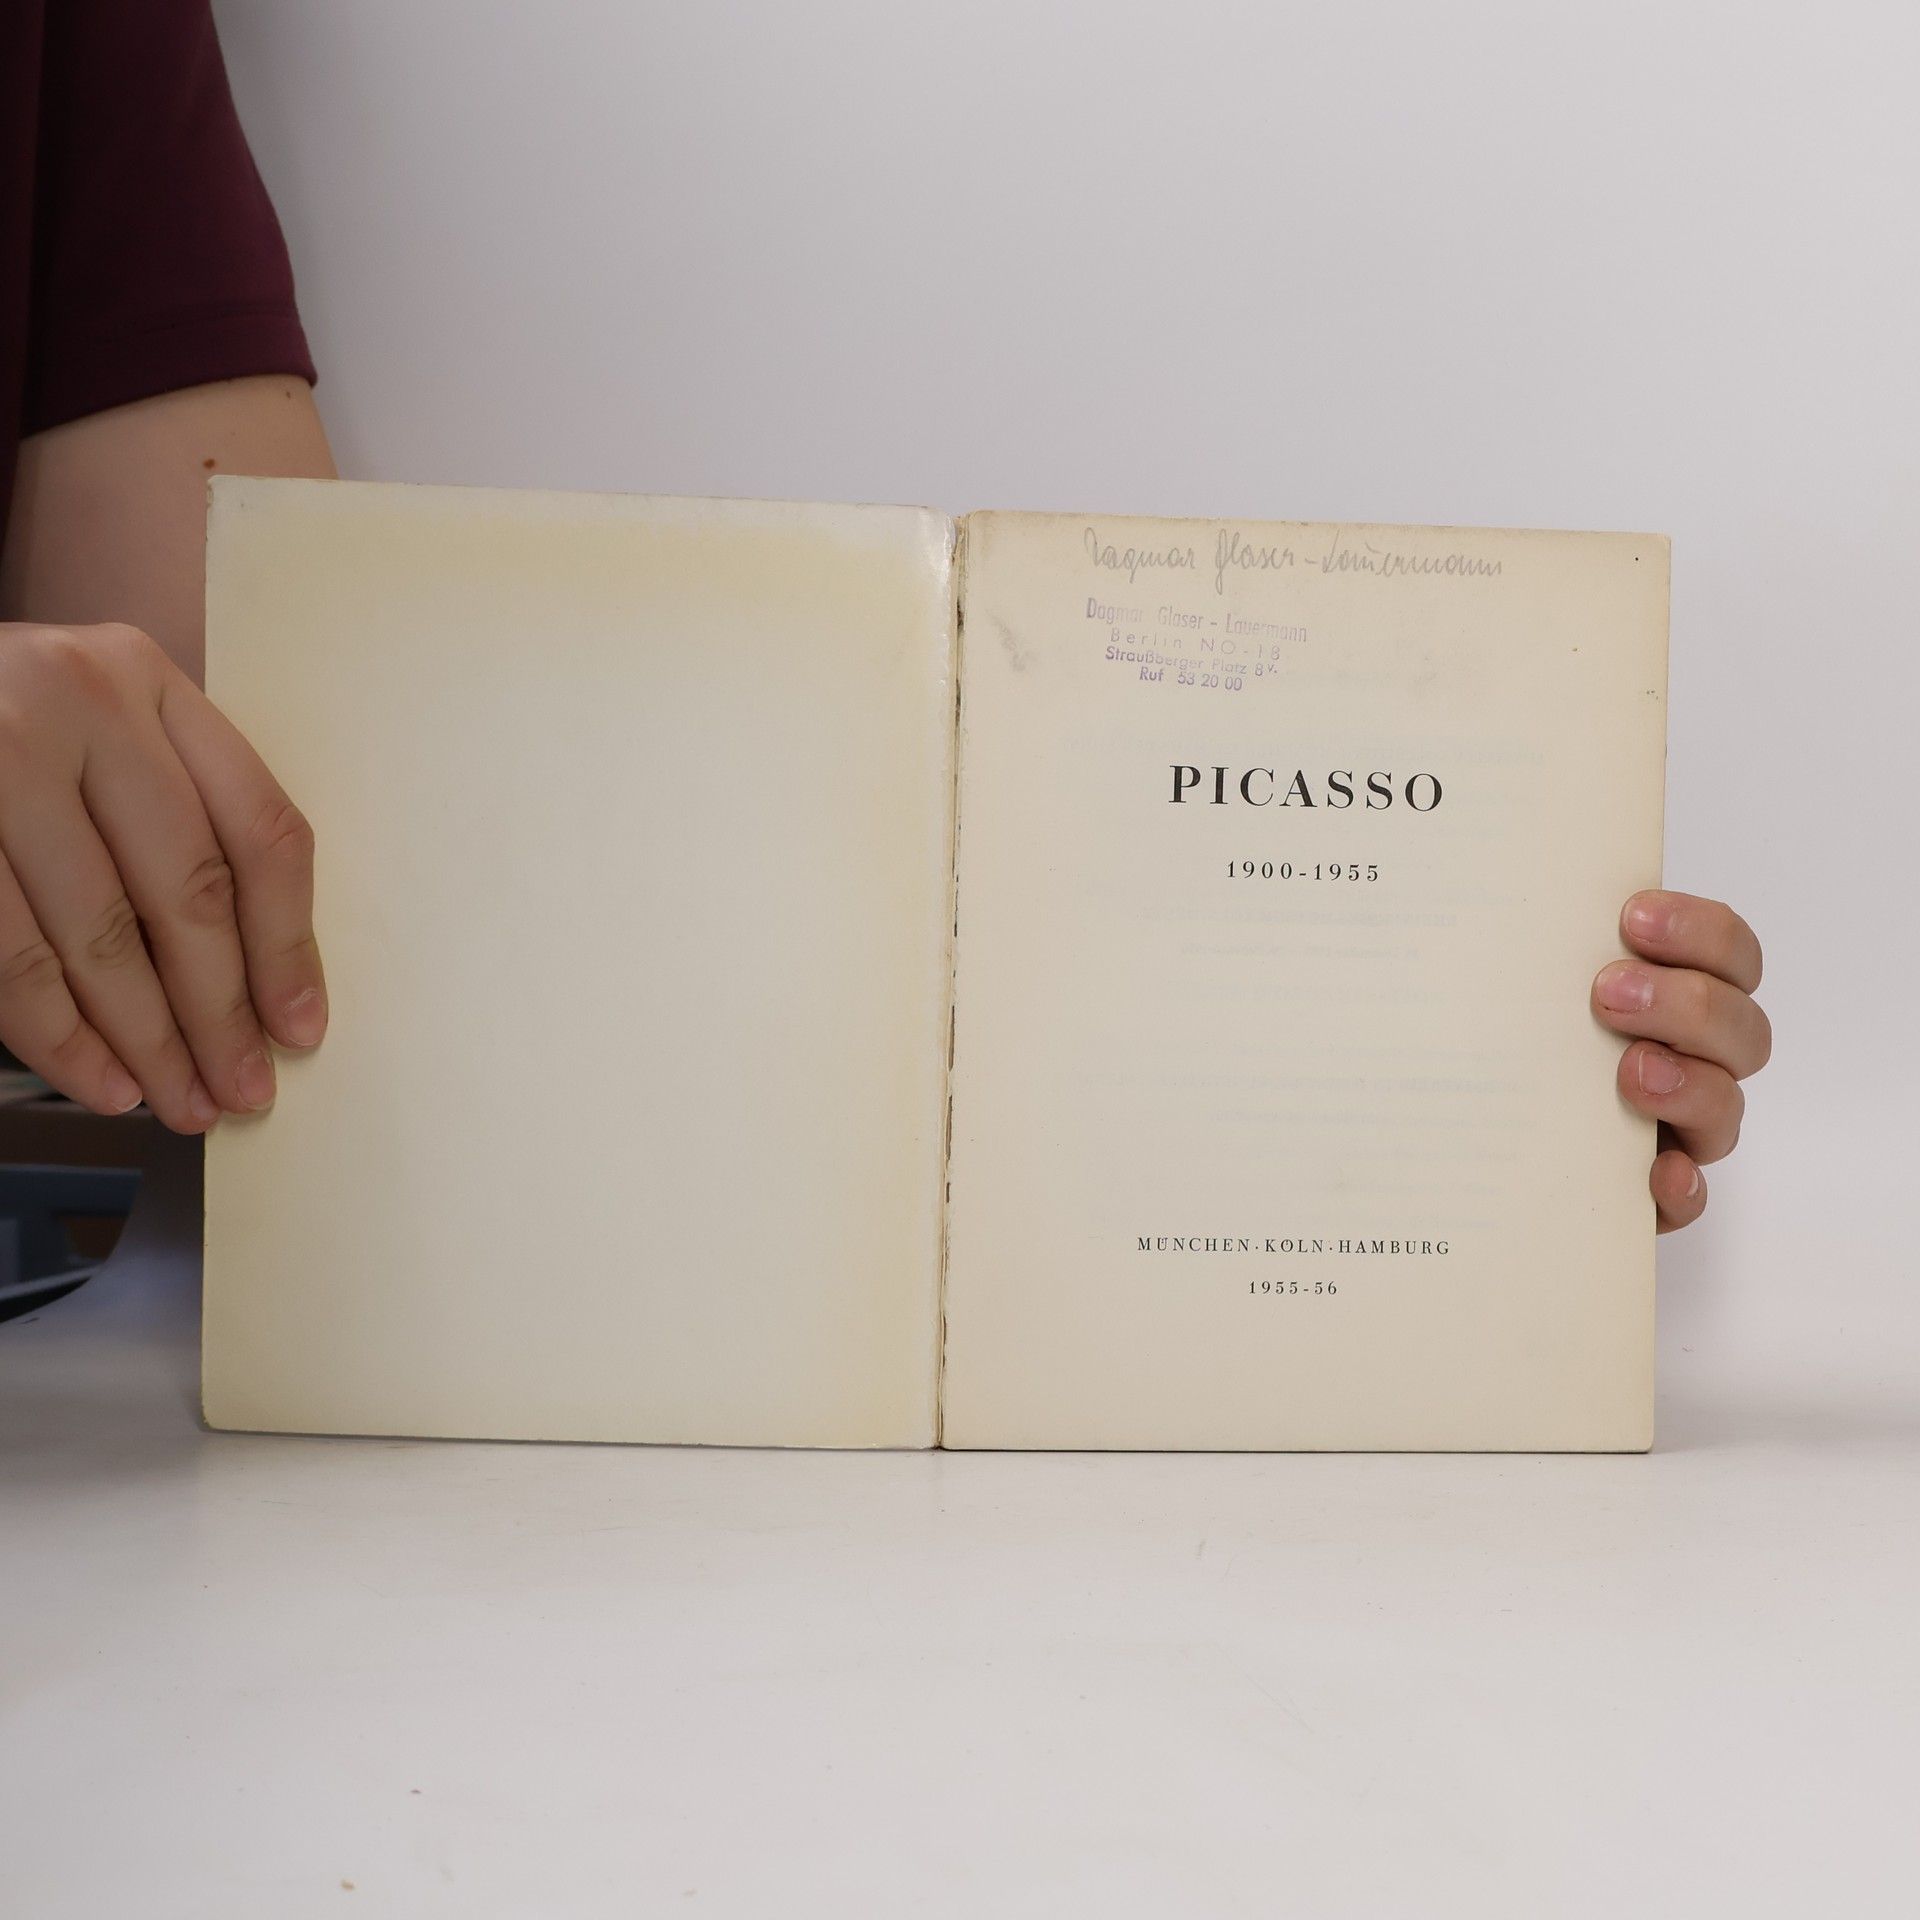 Dagmar Glaser-Lauermann
Dagmar Glaser - Lauermann
Berlin NO-18
Straußberger Platz 8 v.
Ruf 53 20 00
PICASSO
1900-1955
MÜNCHEN·KÖLN·HAMBURG
1955-56